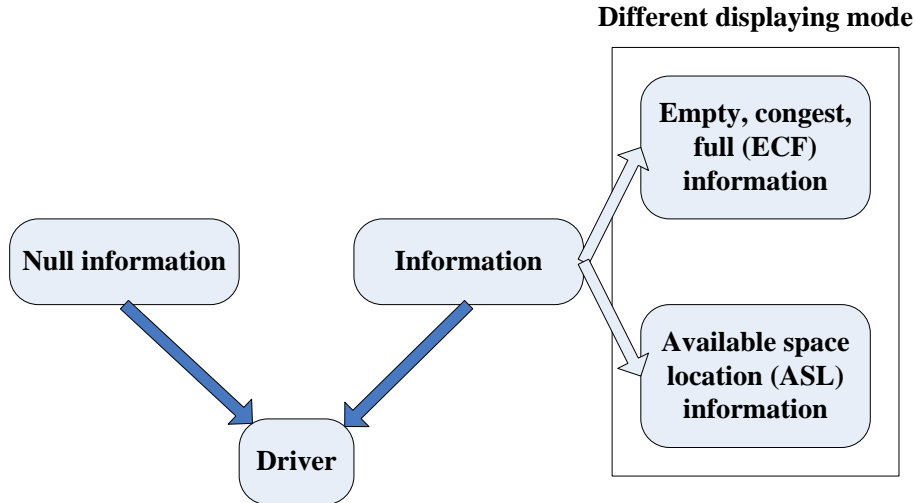 Different displaying mode
Empty, congest,
full (ECF)
information
Null information
Information
Available space
location (ASL)
information
Driver